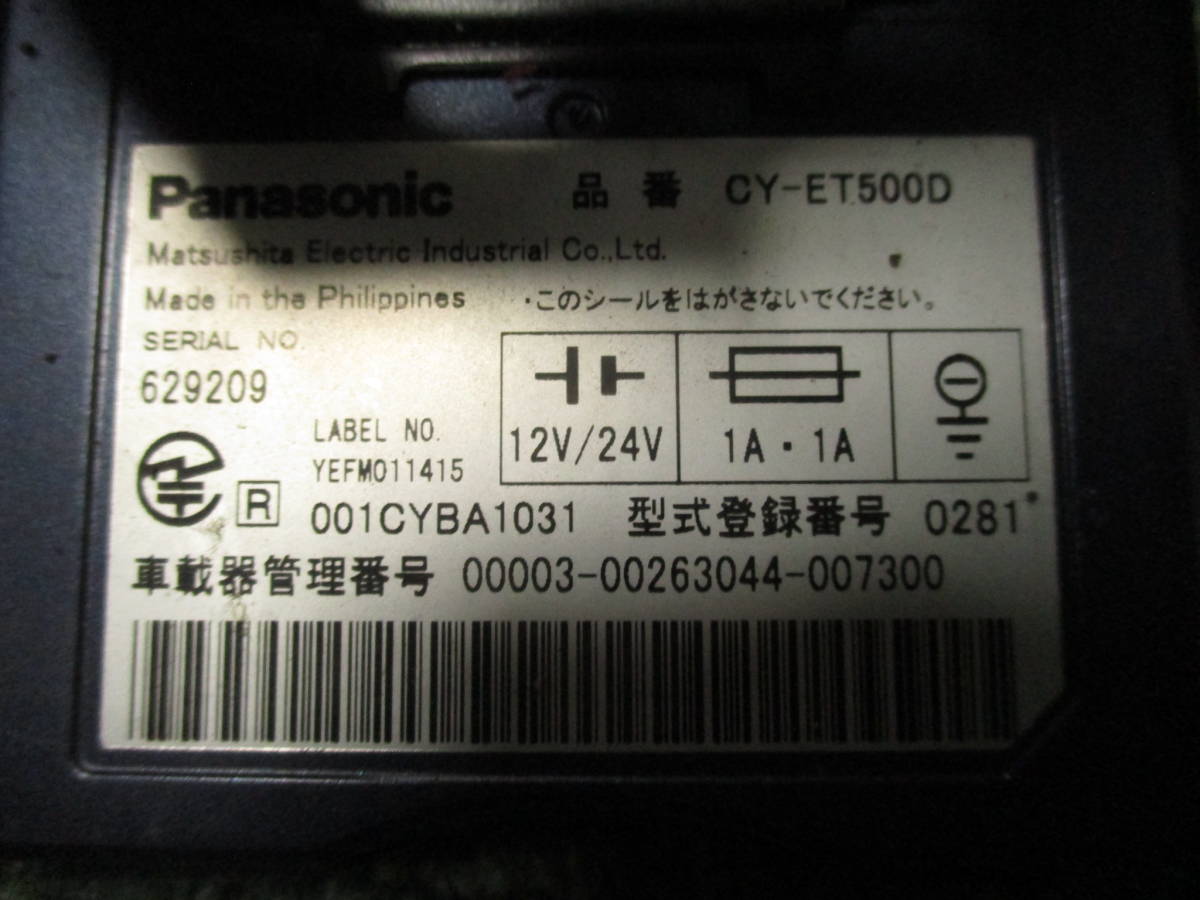 Panasonic 品番 CY-ET500D
Matsushita Electric Industrial Co.,Ltd.
Made in the Philippines ・このシールをはがさないでください。
SERIAL NO.
629209
12V/24V 1A・1A
LABEL NO.
YEFM011415
R 001CYBA1031 型式登録番号 0281
車載器管理番号 00003-00263044-007300